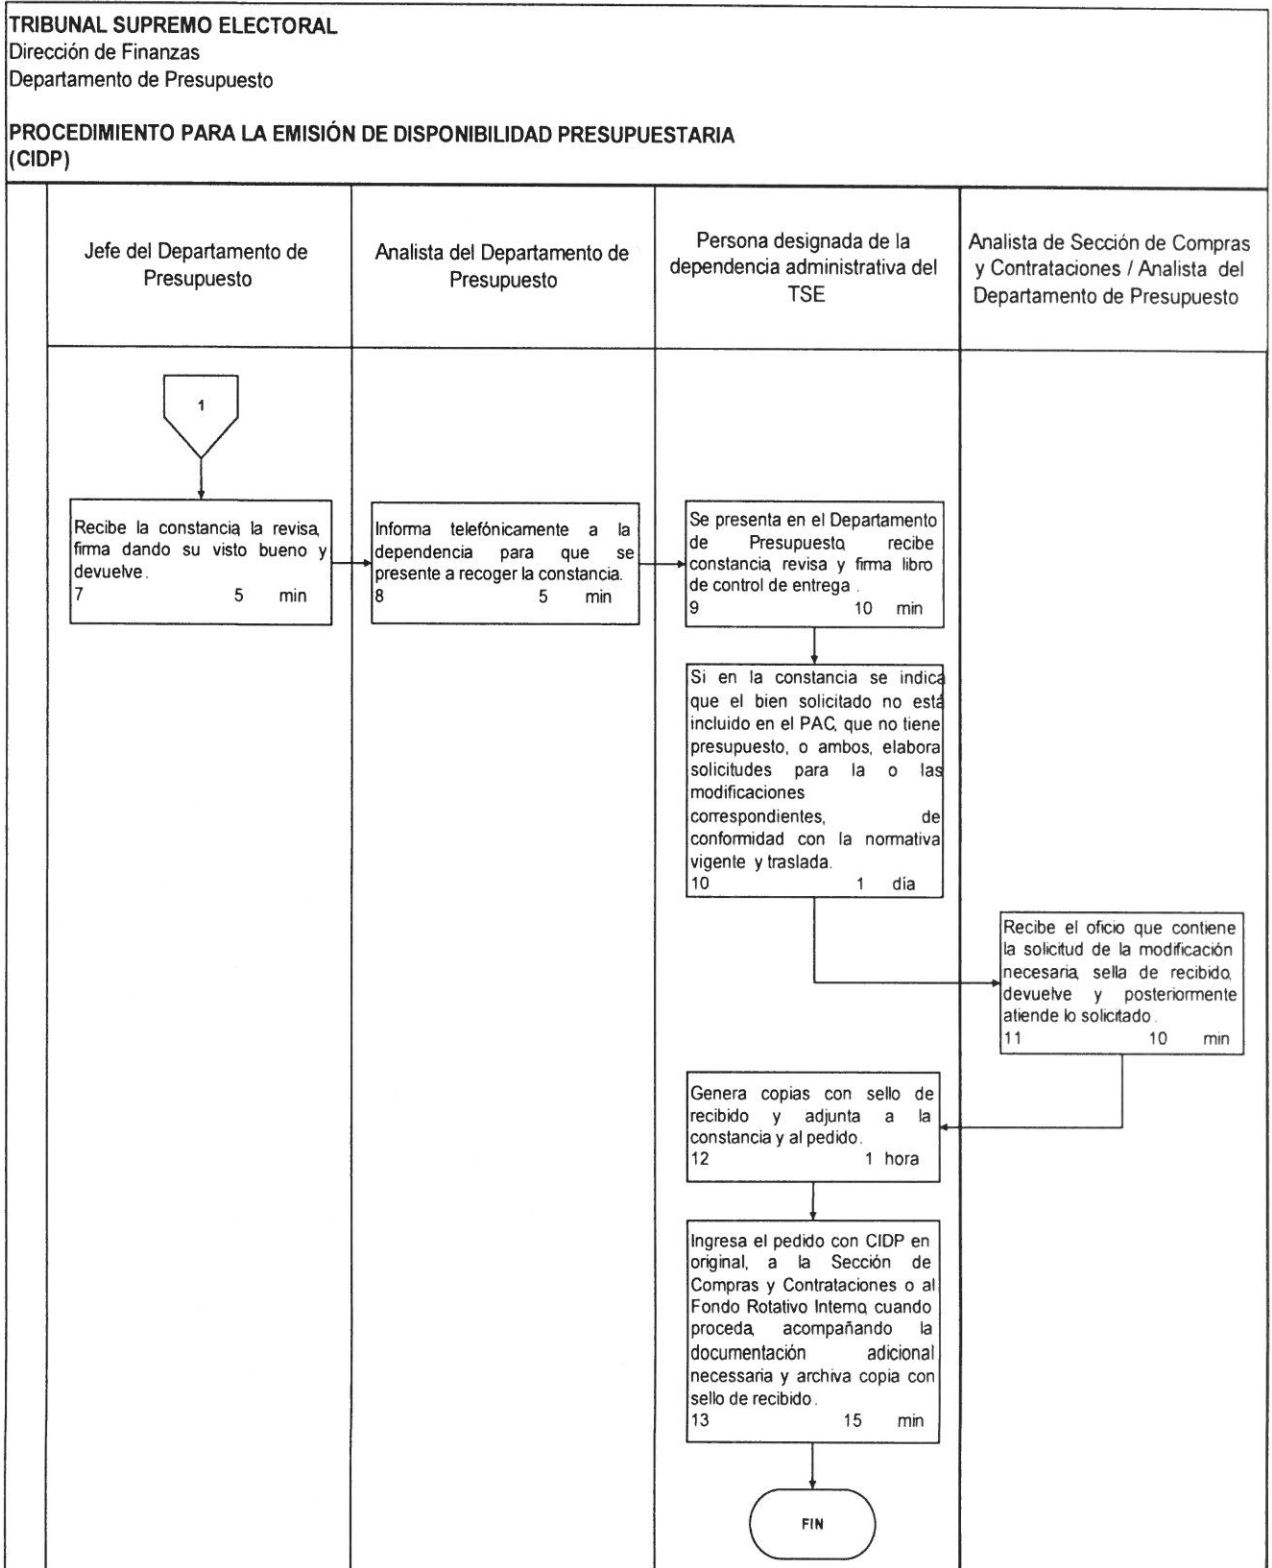 TRIBUNAL SUPREMO ELECTORAL
Dirección de Finanzas
Departamento de Presupuesto
PROCEDIMIENTO PARA LA EMISIÓN DE DISPONIBILIDAD PRESUPUESTARIA
(CIDP)
Jefe del Departamento de
Presupuesto
Analista del Departamento de
Presupuesto
Persona designada de la
dependencia administrativa del
TSE
Analista de Sección de Compras
y Contrataciones / Analista del
Departamento de Presupuesto
1
Recibe la constancia, la revisa,
firma dando su visto bueno y
devuelve.
7 5 min
Informa telefónicamente a la
dependencia para que se
presente a recoger la constancia.
8 5 min
Se presenta en el Departamento
de Presupuesto, recibe
constancia, revisa y firma libro
de control de entrega.
9 10 min
Si en la constancia se indica
que el bien solicitado no está
incluido en el PAC, que no tiene
presupuesto, o ambos, elabora
solicitudes para la o las
modificaciones
correspondientes, de
conformidad con la normativa
vigente y traslada.
10 1 día
Recibe el oficio que contiene
la solicitud de la modificación
necesaria, sella de recibido,
devuelve y posteriormente
atiende lo solicitado.
11 10 min
Genera copias con sello de
recibido y adjunta a la
constancia y al pedido.
12 1 hora
Ingresa el pedido con CIDP en
original, a la Sección de
Compras y Contrataciones o al
Fondo Rotativo Interno, cuando
proceda, acompañando la
documentación adicional
necessaria y archiva copia con
sello de recibido.
13 15 min
FIN